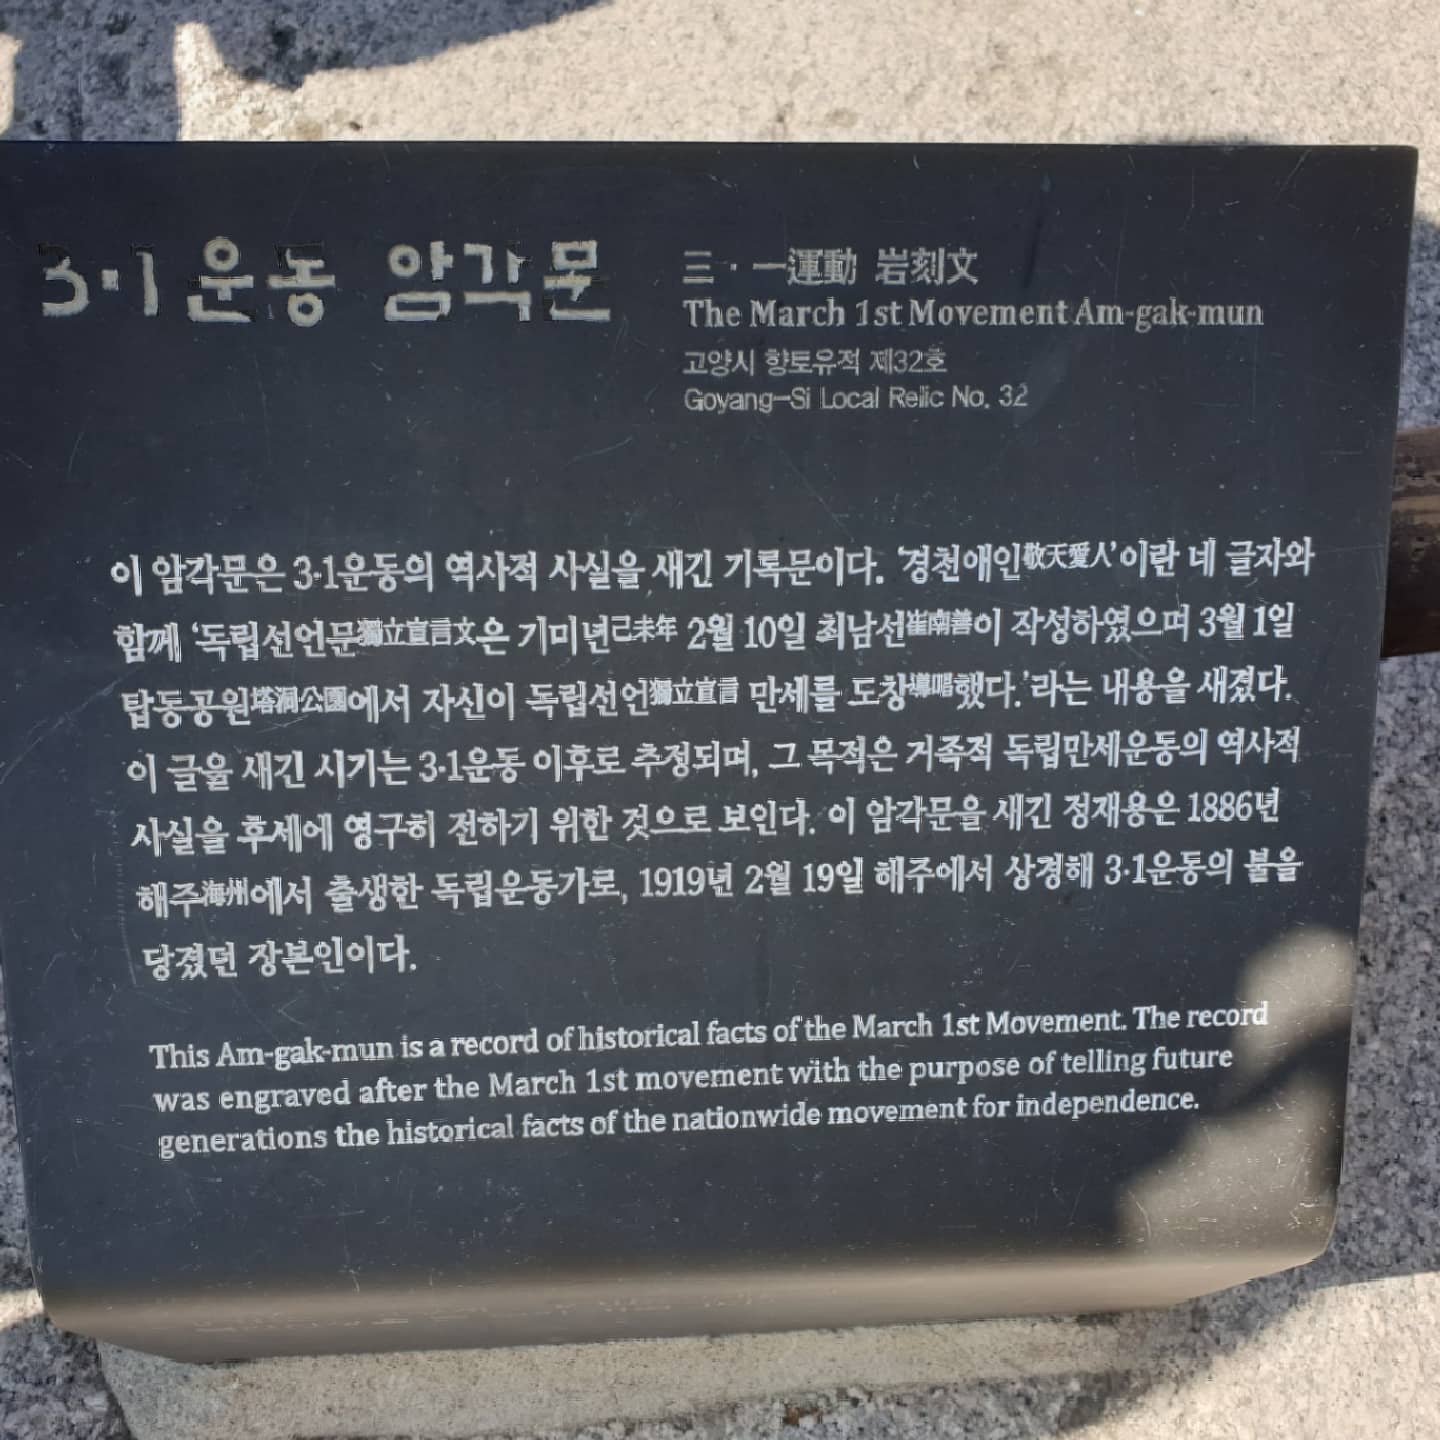 3·1 운동 암각문
三·一運動 岩刻文
The March 1st Movement Am-gak-mun
고양시 향토유적 제32호
Goyang-Si Local Relic No. 32
이 암각문은 3·1운동의 역사적 사실을 새긴 기록문이다. ‘경천애인敬天愛人’이란 네 글자와
함께 ‘독립선언문獨立宣言文은 기미년己未年 2월 10일 최남선崔南善이 작성하였으며 3월 1일
탑동공원塔洞公園에서 자신이 독립선언獨立宣言 만세를 도창導唱했다.’라는 내용을 새겼다.
이 글을 새긴 시기는 3·1운동 이후로 추정되며, 그 목적은 거족적 독립만세운동의 역사적
사실을 후세에 영구히 전하기 위한 것으로 보인다. 이 암각문을 새긴 정재용은 1886년
해주海州에서 출생한 독립운동가로, 1919년 2월 19일 해주에서 상경해 3·1운동의 불을
당겼던 장본인이다.
This Am-gak-mun is a record of historical facts of the March 1st Movement. The record
was engraved after the March 1st movement with the purpose of telling future
generations the historical facts of the nationwide movement for independence.